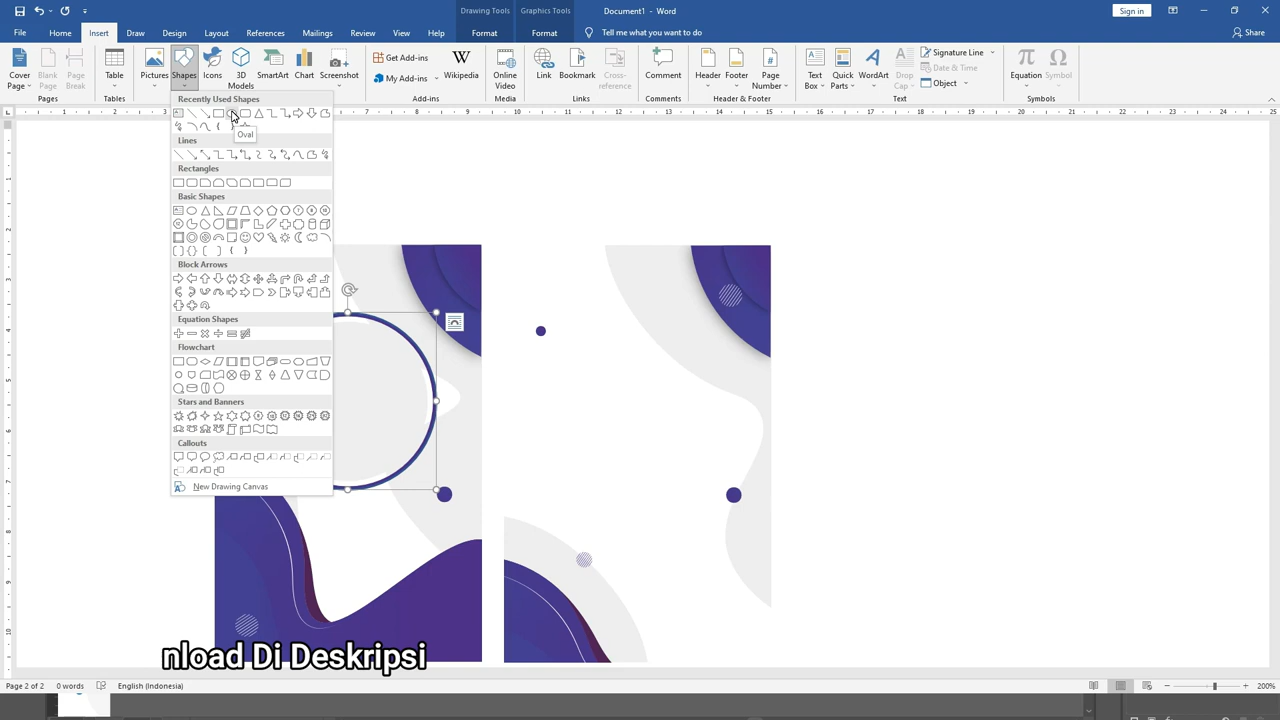 Drawing Tools
Graphics Tools
Document1 - Word
Sign in
File
Home
Insert
Draw
Design
Layout
References
Mailings
Review
View
Help
Format
Format
Tell me what you want to do
Share
Cover Page
Blank Page
Page Break
Table
Pictures
Shapes
Icons
3D Models
SmartArt
Chart
Screenshot
Get Add-ins
My Add-ins
Wikipedia
Online Video
Link
Bookmark
Cross-reference
Comment
Header
Footer
Page Number
Text Box
Quick Parts
WordArt
Drop Cap
Signature Line
Date & Time
Object
Equation
Symbol
Pages
Tables
Add-ins
Media
Links
Comments
Header & Footer
Text
Symbols
Recently Used Shapes
Oval
Lines
Rectangles
Basic Shapes
Block Arrows
Equation Shapes
Flowchart
Stars and Banners
Callouts
New Drawing Canvas
nload Di Deskripsi
Page 2 of 2
0 words
English (Indonesia)
200%